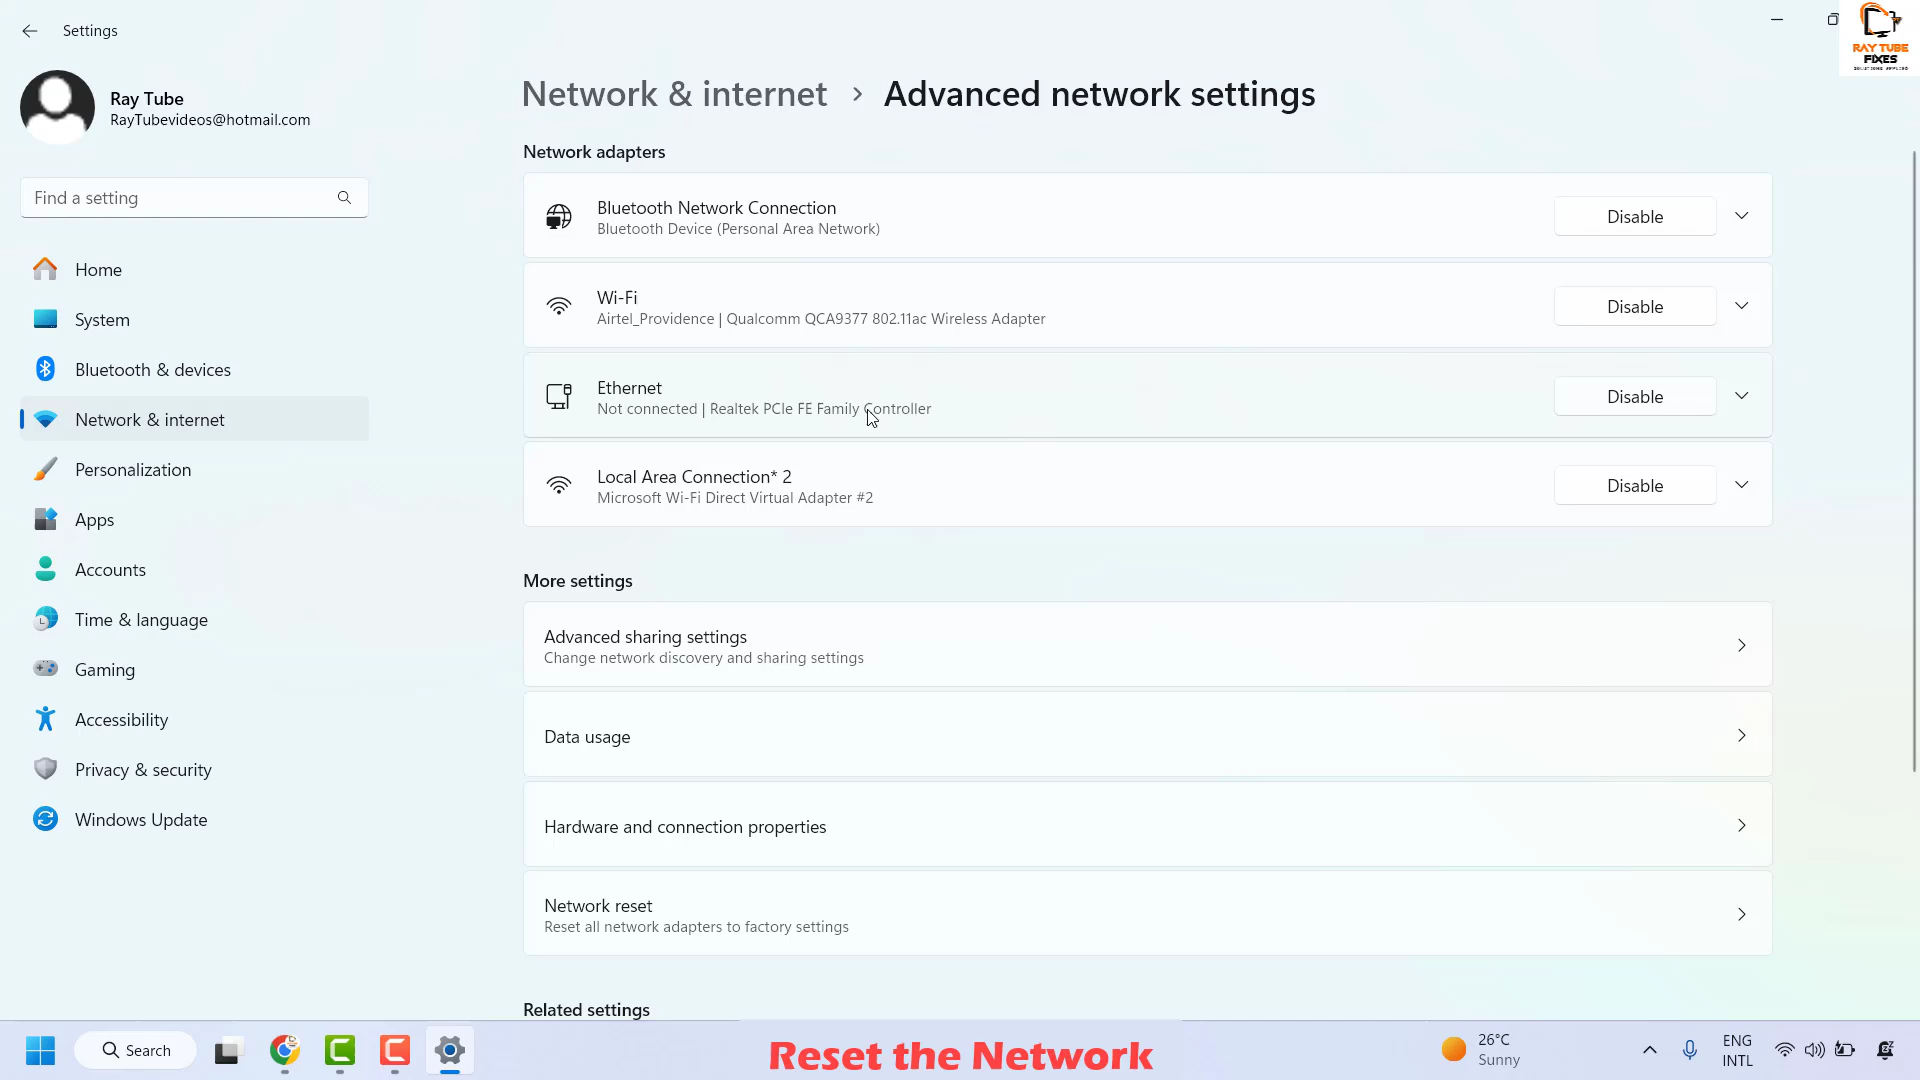 Settings
RAY TUBE
FIXES
SOLUTIONS APPLIED
Ray Tube
RayTubevideos@hotmail.com
Find a setting
Home
System
Bluetooth & devices
Network & internet
Personalization
Apps
Accounts
Time & language
Gaming
Accessibility
Privacy & security
Windows Update
Network & internet > Advanced network settings
Network adapters
Bluetooth Network Connection
Bluetooth Device (Personal Area Network)
Disable
Wi-Fi
Airtel_Providence | Qualcomm QCA9377 802.11ac Wireless Adapter
Disable
Ethernet
Not connected | Realtek PCIe FE Family Controller
Disable
Local Area Connection* 2
Microsoft Wi-Fi Direct Virtual Adapter #2
Disable
More settings
Advanced sharing settings
Change network discovery and sharing settings
Data usage
Hardware and connection properties
Network reset
Reset all network adapters to factory settings
Related settings
Search
Reset the Network
26°C
Sunny
ENG
INTL